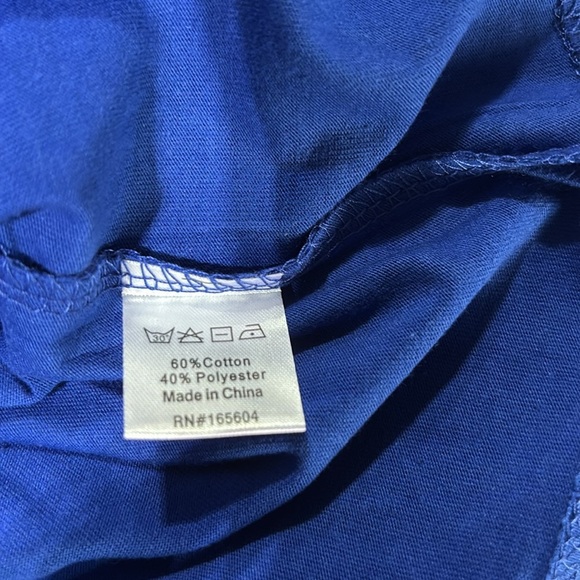 30
60%Cotton
40% Polyester
Made in China
RN#165604